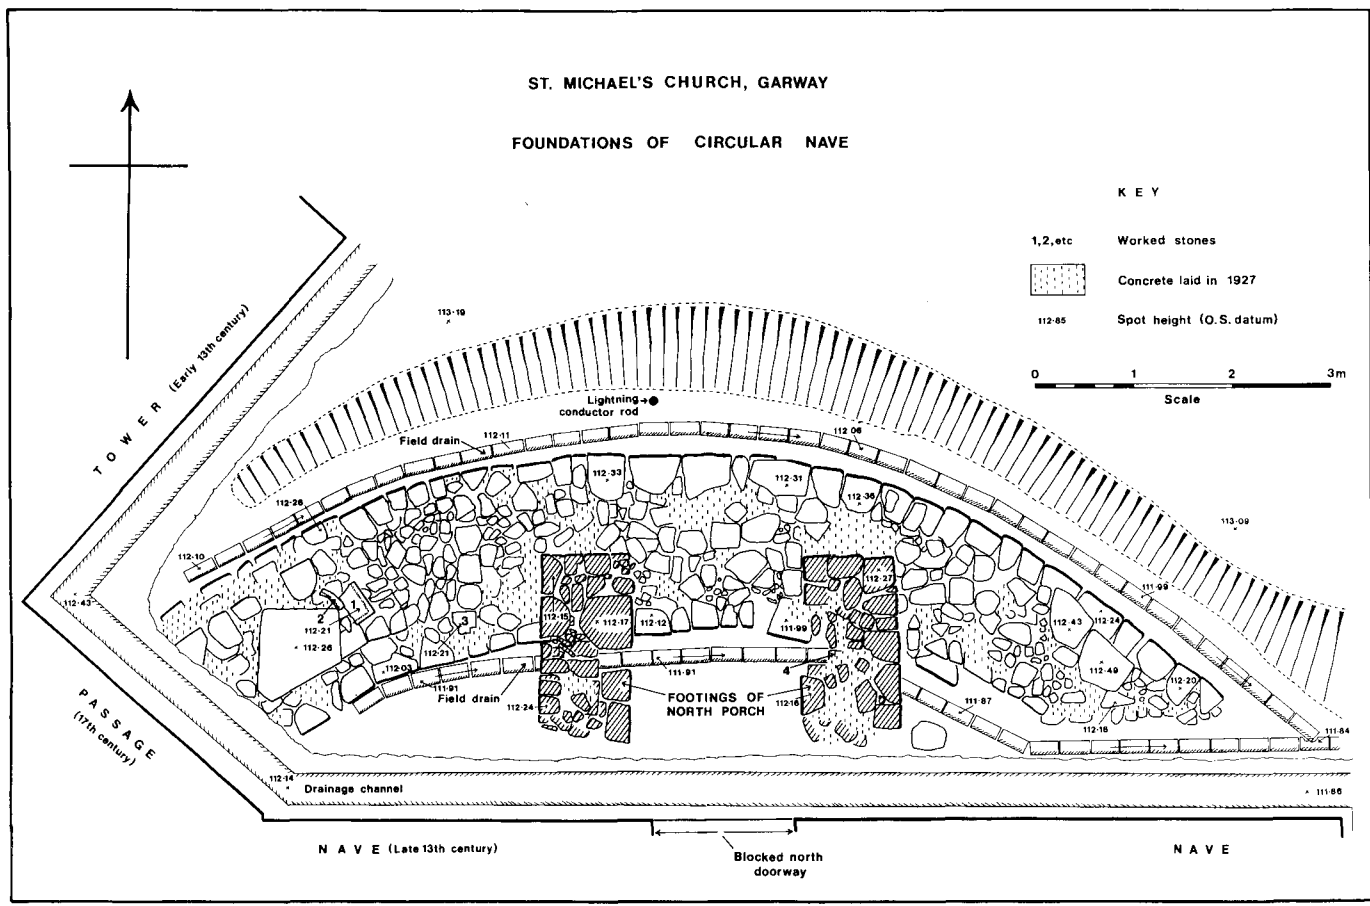 ST. MICHAEL'S CHURCH, GARWAY
FOUNDATIONS OF CIRCULAR NAVE
KEY
1,2,etc Worked stones
Concrete laid in 1927
112·85 Spot height (O.S. datum)
0 1 2 3m
Scale
TOWER (Early 13th century)
113·19
Lightning
conductor rod
Field drain
112·11
112·06
112·33
112·31
112·36
113·09
112·26
112·10
112·43
2
1
112·21
112·26
3
112·21
112·03
111·91
Field drain
112·15
112·17
112·12
111·99
112·27
111·99
112·24
112·43
112·49
112·20
111·91
4
112·24
FOOTINGS OF
NORTH PORCH
112·16
111·87
112·18
111·84
PASSAGE
(17th century)
112·14
Drainage channel
111·86
NAVE (Late 13th century)
Blocked north
doorway
NAVE